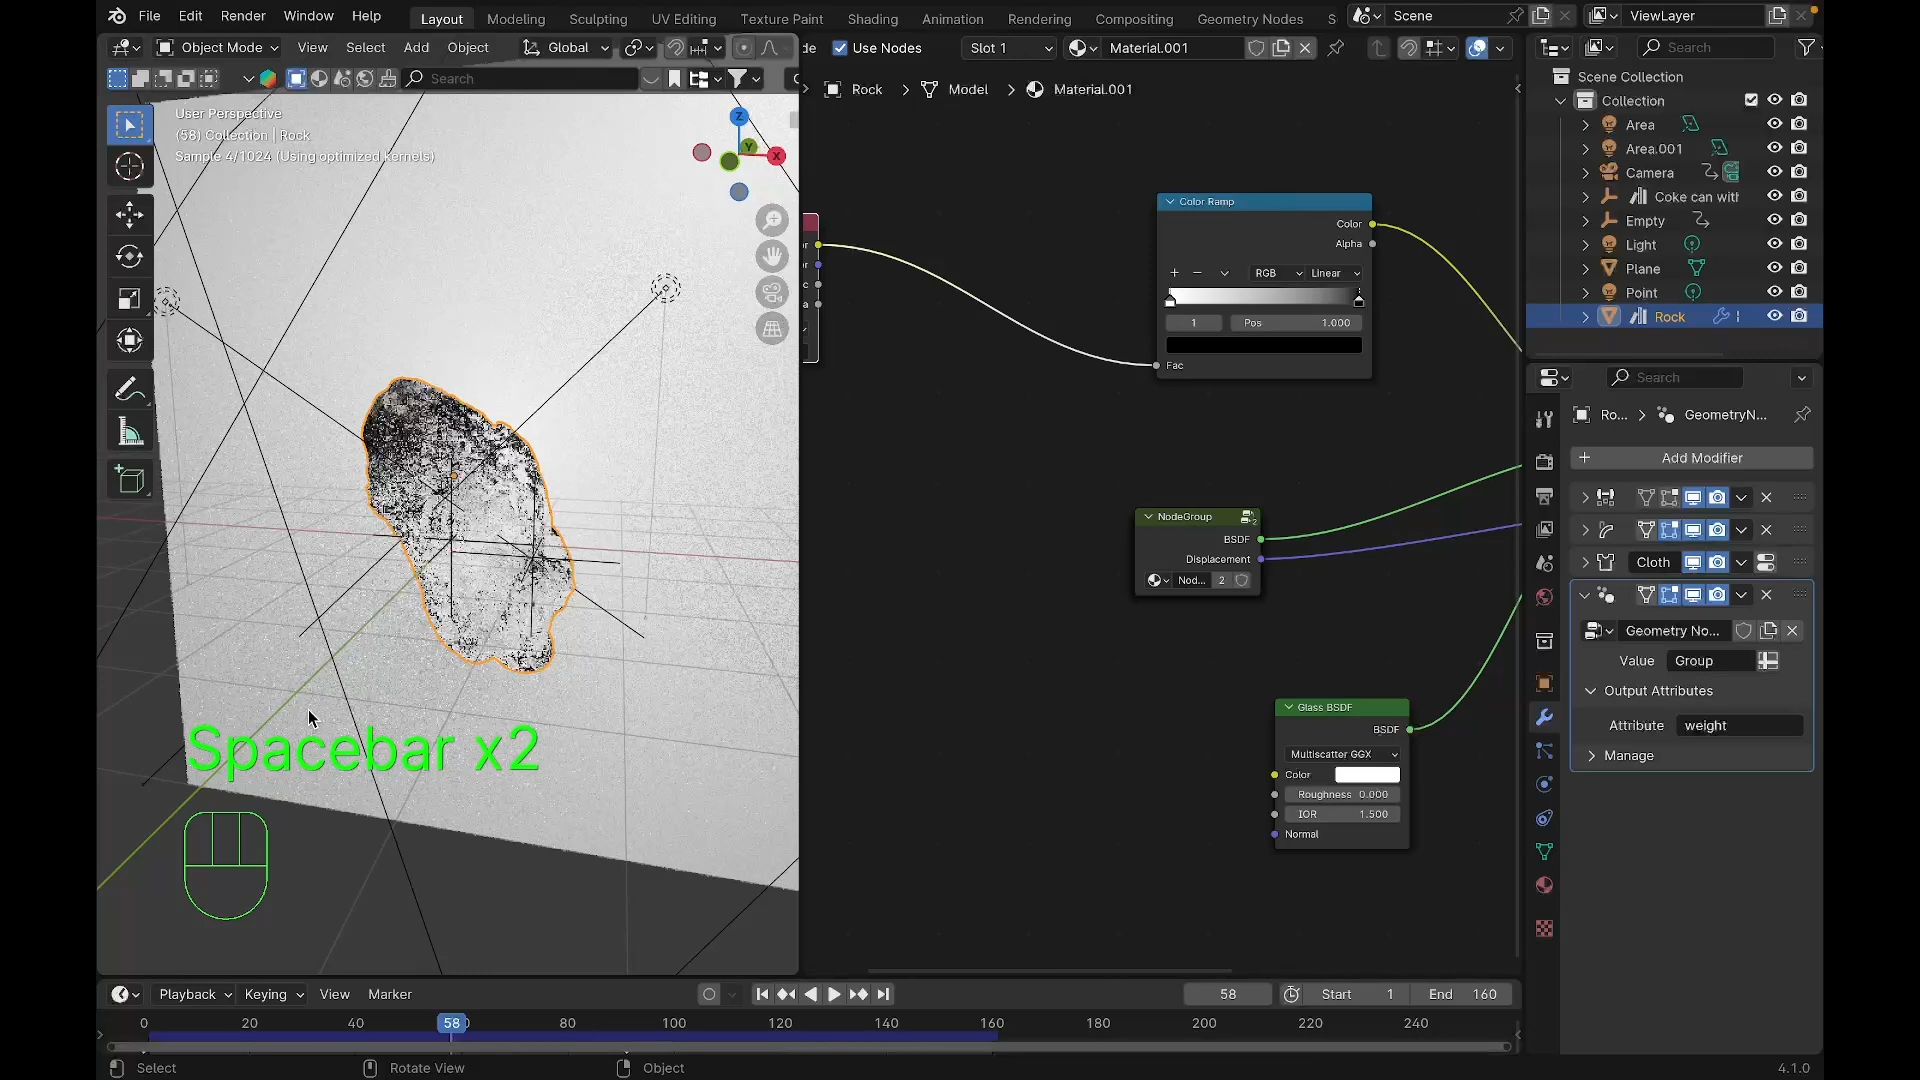 File Edit Render Window Help Layout Modeling Sculpting UV Editing Texture Paint Shading Animation Rendering Compositing Geometry Nodes S Scene ViewLayer
Object Mode View Select Add Object Global de Use Nodes Slot 1 Material.001 Search
Search
User Perspective
(58) Collection | Rock
Sample 4/1024 (Using optimized kernels)
Z
Y
X
Rock Model Material.001
Color Ramp
Color
Alpha
RGB Linear
1 Pos 1.000
Fac
NodeGroup
BSDF
Displacement
Nod... 2
Glass BSDF
BSDF
Multiscatter GGX
Color
Roughness 0.000
IOR 1.500
Normal
Spacebar x2
Scene Collection
Collection
Area
Area.001
Camera
Coke can with
Empty
Light
Plane
Point
Rock
Search
Ro... GeometryN...
Add Modifier
Cloth
Geometry No...
Value Group
Output Attributes
Attribute weight
Manage
Playback Keying View Marker 58 Start 1 End 160
0 20 40 58 80 100 120 140 160 180 200 220 240
Select Rotate View Object 4.1.0